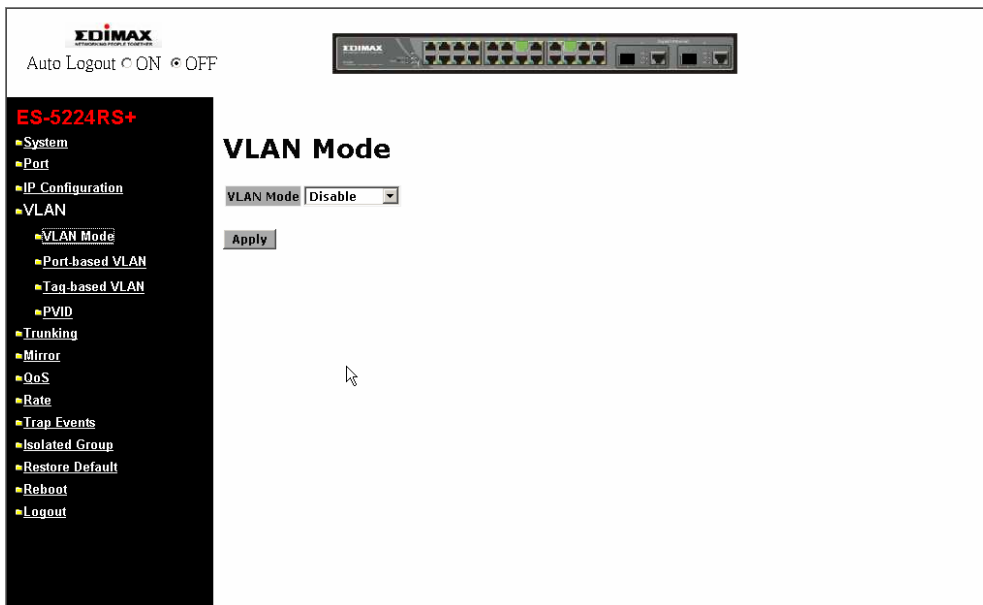 EDIMAX
NETWORKING PEOPLE TOGETHER
Auto Logout ON OFF
EDIMAX
ES-5224RS+
System
Port
IP Configuration
VLAN
VLAN Mode
Port-based VLAN
Tag-based VLAN
PVID
Trunking
Mirror
QoS
Rate
Trap Events
Isolated Group
Restore Default
Reboot
Logout
VLAN Mode
VLAN Mode Disable
Apply